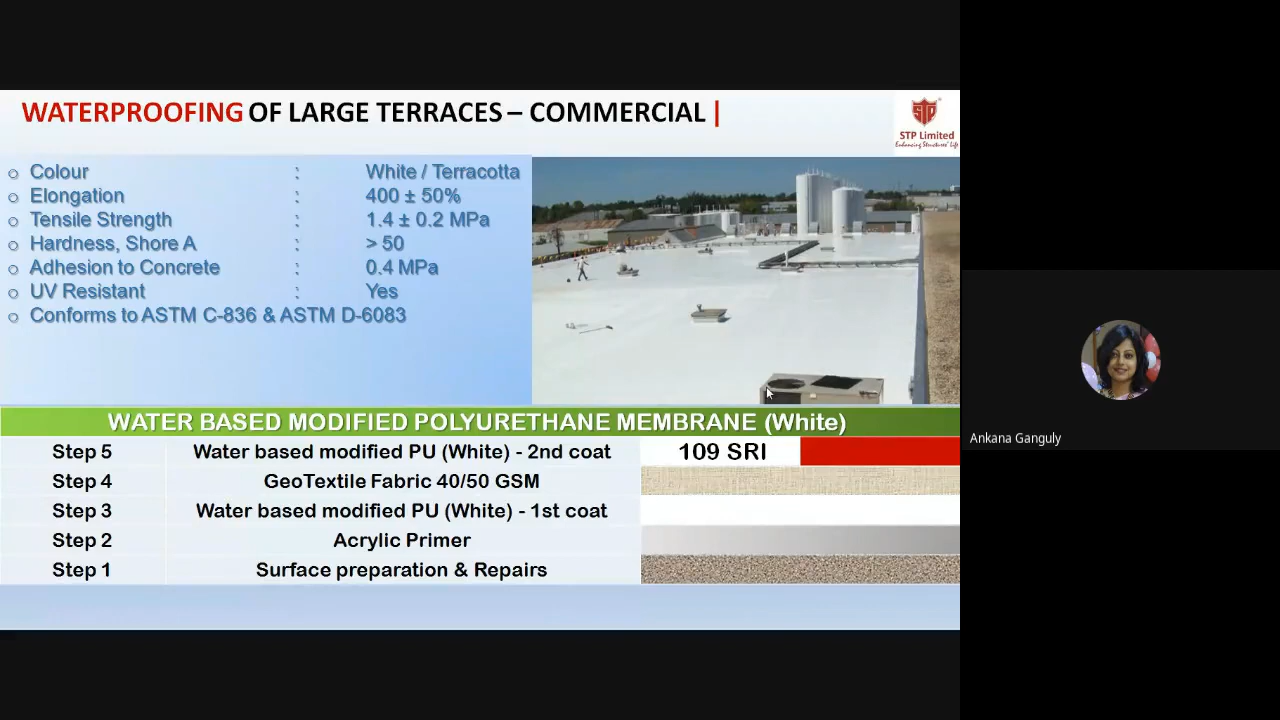 WATERPROOFING OF LARGE TERRACES – COMMERCIAL |
STP
STP Limited
Enhancing Structures' Life
Colour : White / Terracotta
Elongation : 400 ± 50%
Tensile Strength : 1.4 ± 0.2 MPa
Hardness, Shore A : > 50
Adhesion to Concrete : 0.4 MPa
UV Resistant : Yes
Conforms to ASTM C-836 & ASTM D-6083
WATER BASED MODIFIED POLYURETHANE MEMBRANE (White)
Step 5 Water based modified PU (White) - 2nd coat 109 SRI
Step 4 GeoTextile Fabric 40/50 GSM
Step 3 Water based modified PU (White) - 1st coat
Step 2 Acrylic Primer
Step 1 Surface preparation & Repairs
Ankana Ganguly